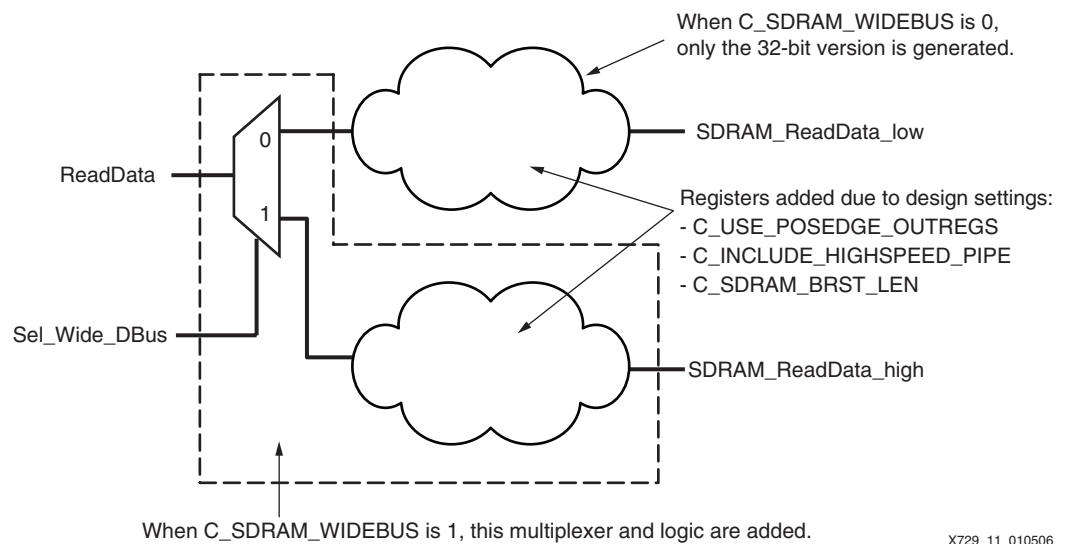 When C_SDRAM_WIDEBUS is 0,
only the 32-bit version is generated.
0
SDRAM_ReadData_low
ReadData
Registers added due to design settings:
1
- C_USE_POSEDGE_OUTREGS
- C_INCLUDE_HIGHSPEED_PIPE
- C_SDRAM_BRST_LEN
Sel_Wide_DBus
SDRAM_ReadData_high
When C_SDRAM_WIDEBUS is 1, this multiplexer and logic are added.
X729_11_010506